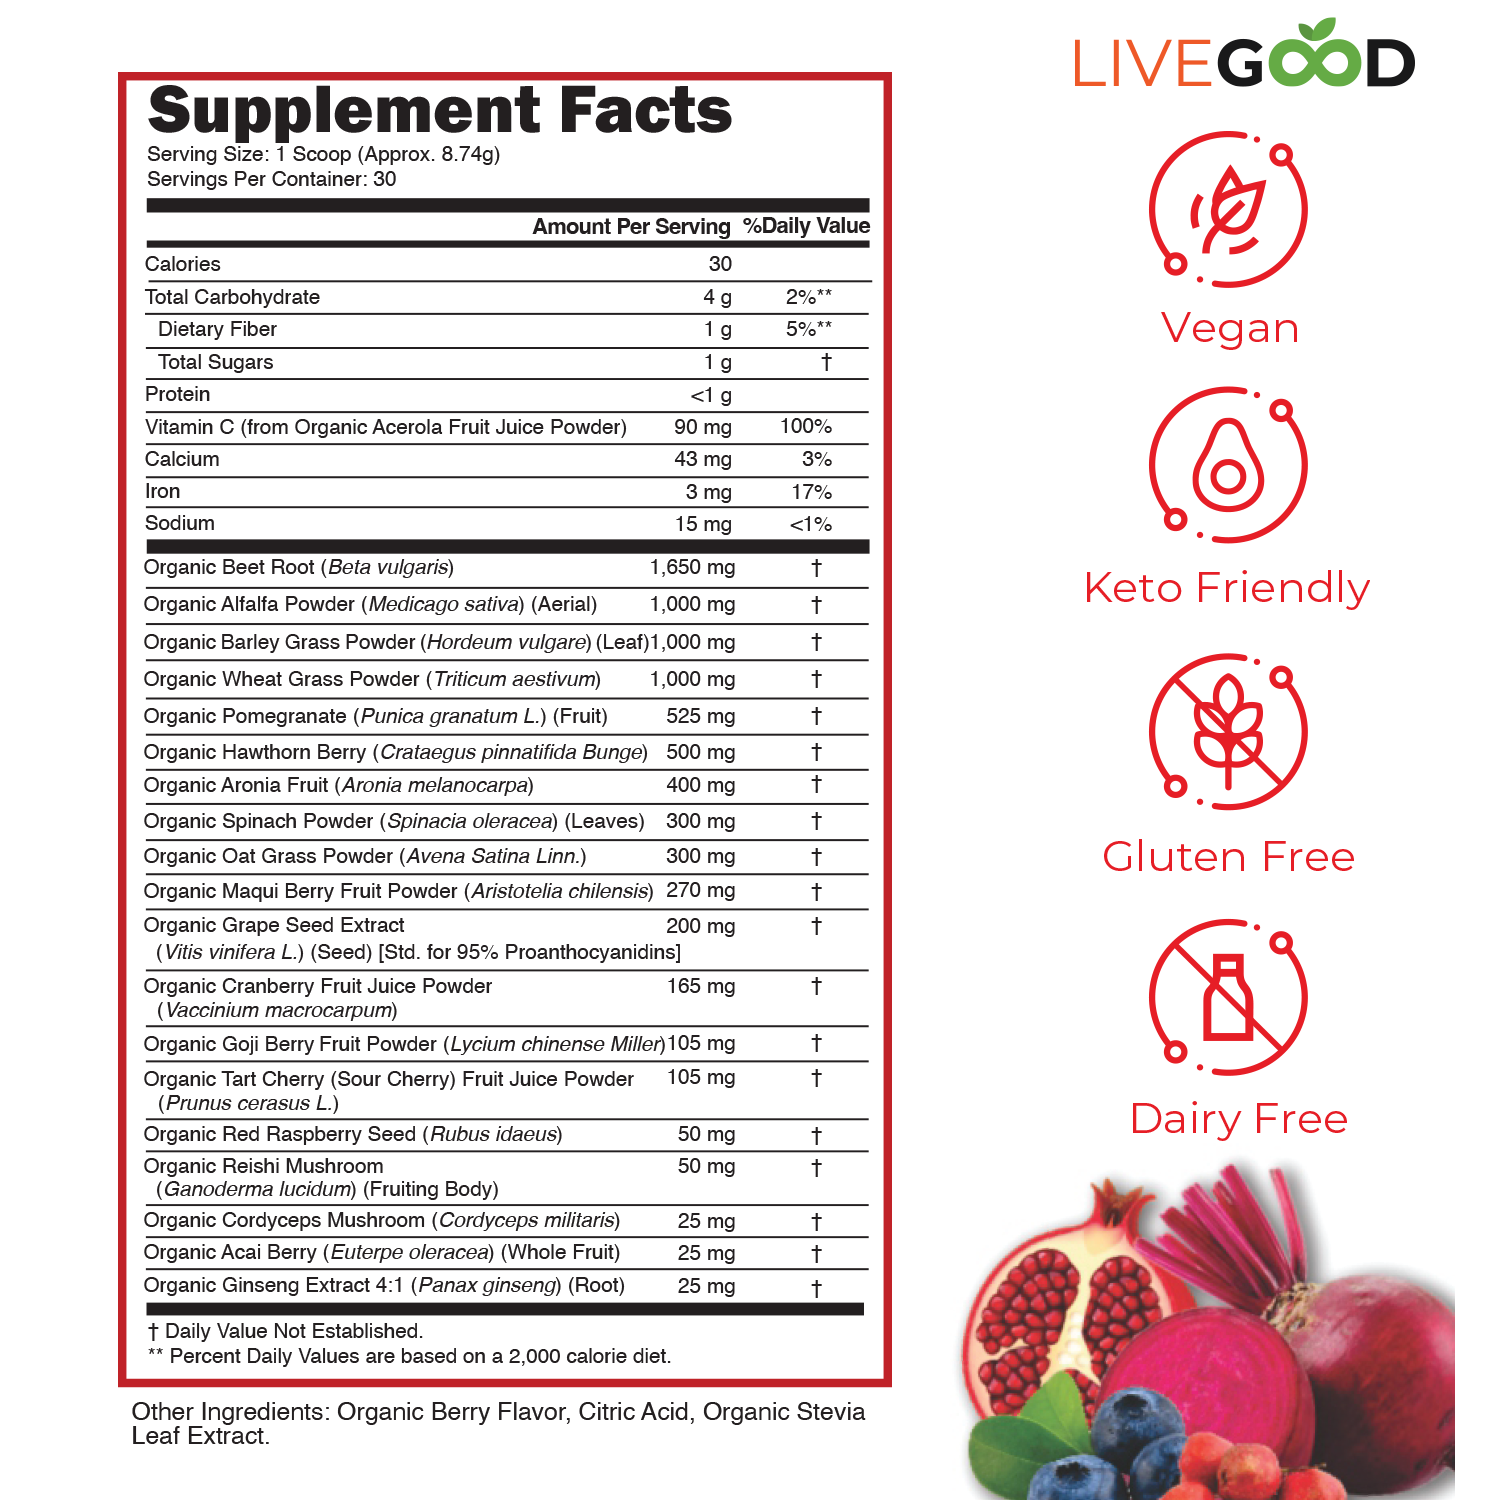 LIVEGOOD
Supplement Facts
Serving Size: 1 Scoop (Approx. 8.74g)
Servings Per Container: 30
Amount Per Serving %Daily Value
Calories 30
Total Carbohydrate 4 g 2%**
Dietary Fiber 1 g 5%**
Total Sugars 1 g †
Protein <1 g
Vitamin C (from Organic Acerola Fruit Juice Powder) 90 mg 100%
Calcium 43 mg 3%
Iron 3 mg 17%
Sodium 15 mg <1%
Organic Beet Root (Beta vulgaris) 1,650 mg †
Organic Alfalfa Powder (Medicago sativa) (Aerial) 1,000 mg †
Organic Barley Grass Powder (Hordeum vulgare) (Leaf) 1,000 mg †
Organic Wheat Grass Powder (Triticum aestivum) 1,000 mg †
Organic Pomegranate (Punica granatum L.) (Fruit) 525 mg †
Organic Hawthorn Berry (Crataegus pinnatifida Bunge) 500 mg †
Organic Aronia Fruit (Aronia melanocarpa) 400 mg †
Organic Spinach Powder (Spinacia oleracea) (Leaves) 300 mg †
Organic Oat Grass Powder (Avena Satina Linn.) 300 mg †
Organic Maqui Berry Fruit Powder (Aristotelia chilensis) 270 mg †
Organic Grape Seed Extract 200 mg †
(Vitis vinifera L.) (Seed) [Std. for 95% Proanthocyanidins]
Organic Cranberry Fruit Juice Powder 165 mg †
(Vaccinium macrocarpum)
Organic Goji Berry Fruit Powder (Lycium chinense Miller) 105 mg †
Organic Tart Cherry (Sour Cherry) Fruit Juice Powder 105 mg †
(Prunus cerasus L.)
Organic Red Raspberry Seed (Rubus idaeus) 50 mg †
Organic Reishi Mushroom 50 mg †
(Ganoderma lucidum) (Fruiting Body)
Organic Cordyceps Mushroom (Cordyceps militaris) 25 mg †
Organic Acai Berry (Euterpe oleracea) (Whole Fruit) 25 mg †
Organic Ginseng Extract 4:1 (Panax ginseng) (Root) 25 mg †
† Daily Value Not Established.
** Percent Daily Values are based on a 2,000 calorie diet.
Other Ingredients: Organic Berry Flavor, Citric Acid, Organic Stevia
Leaf Extract.
Vegan
Keto Friendly
Gluten Free
Dairy Free